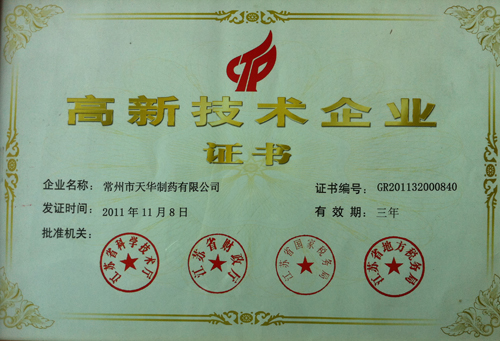 高新技术企业
证书
企业名称: 常州市天华制药有限公司 证书编号: GR201132000840
发证时间: 2011年11月8日 有效期: 三年
批准机关:
江苏省科学技术厅 江苏省财政厅 江苏省国家税务局 江苏省地方税务局